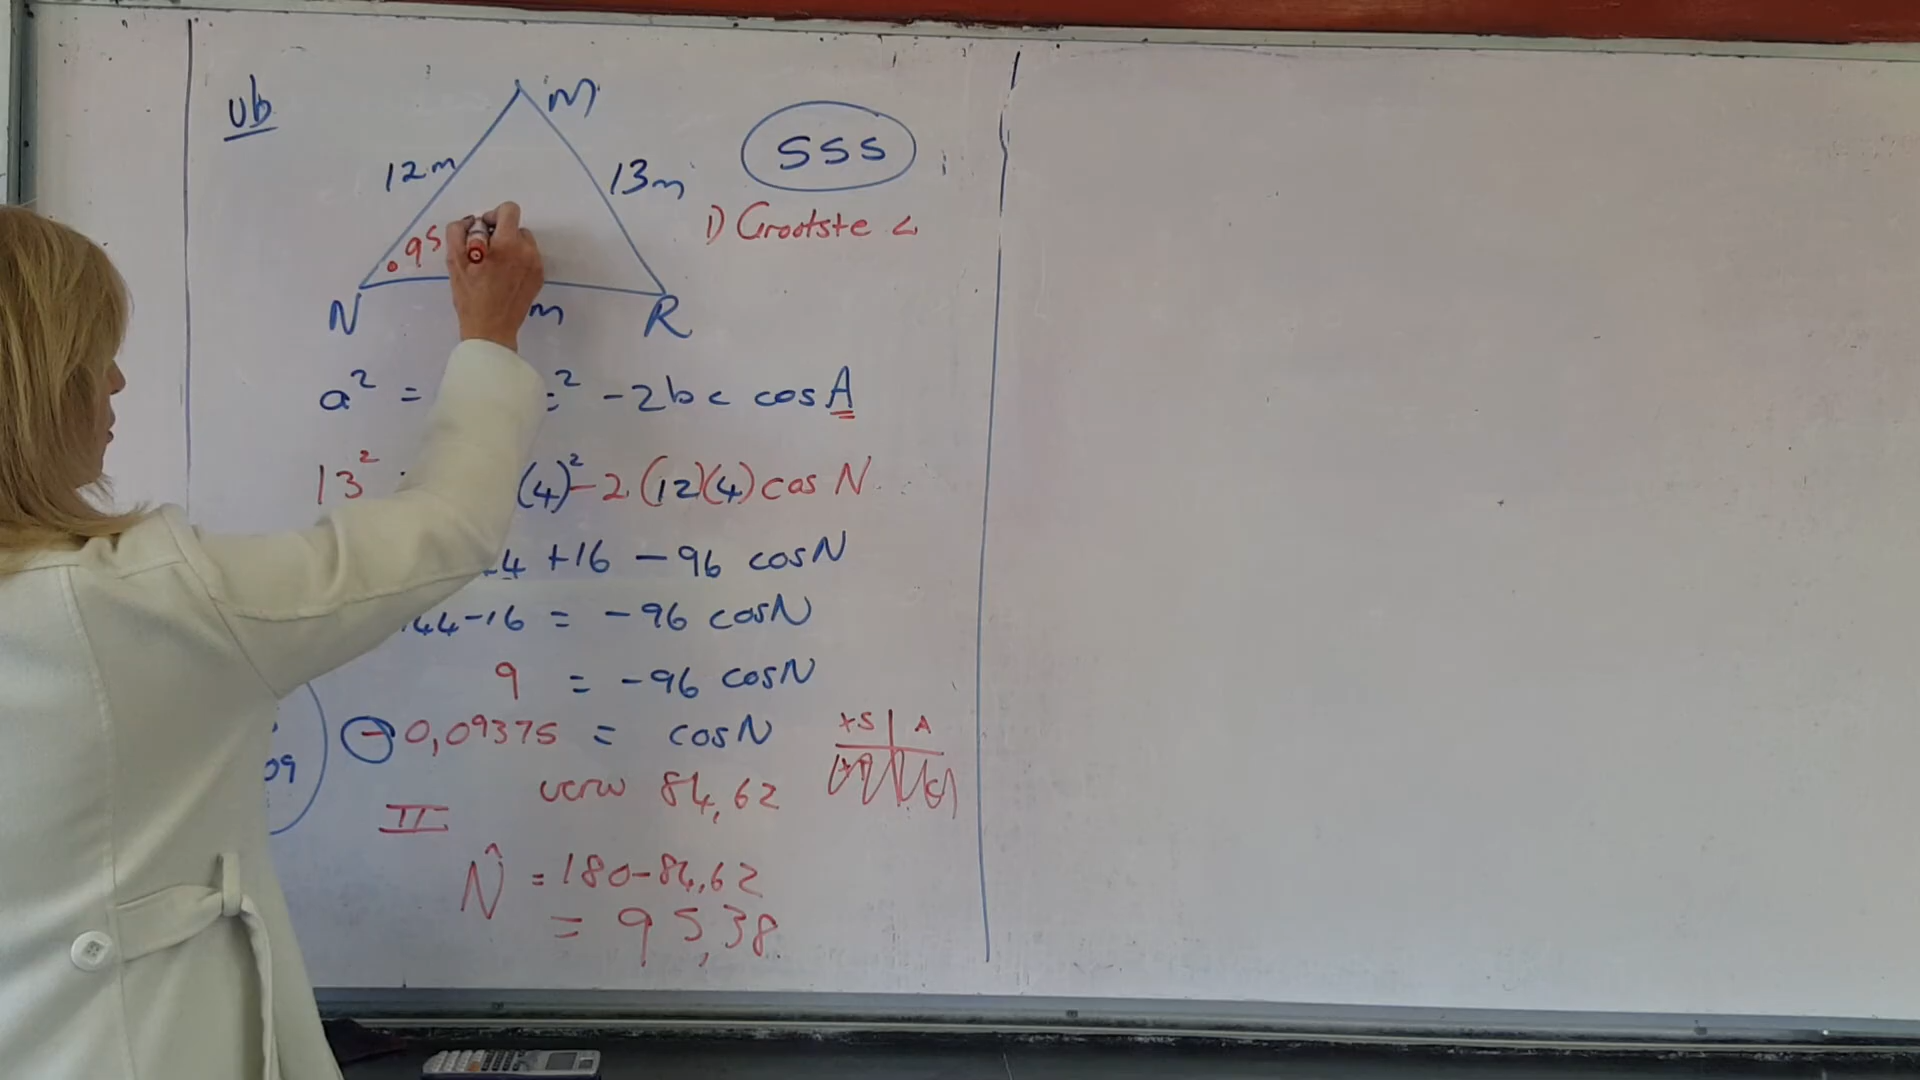 vb
M
12m
13m
SSS
1) Grootste <
95
N
m
R
a² = ² - 2bc cos A
13² (4)² - 2(12)(4) cos N
4 + 16 - 96 cos N
44 - 16 = - 96 cos N
9 = - 96 cos N
- 0,09375 = cos N
+S A
09
verw 84,62
II
N̂ = 180 - 84,62
= 95,38